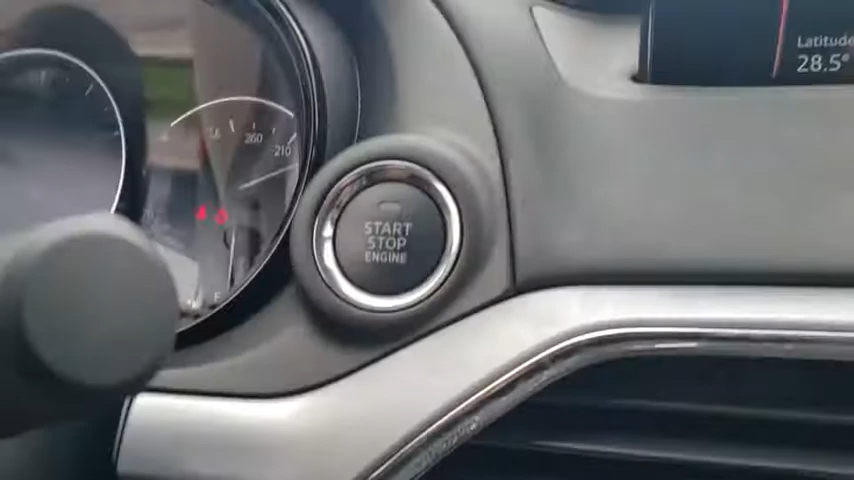 Latitude
28.5°
260
210
START
STOP
ENGINE
E